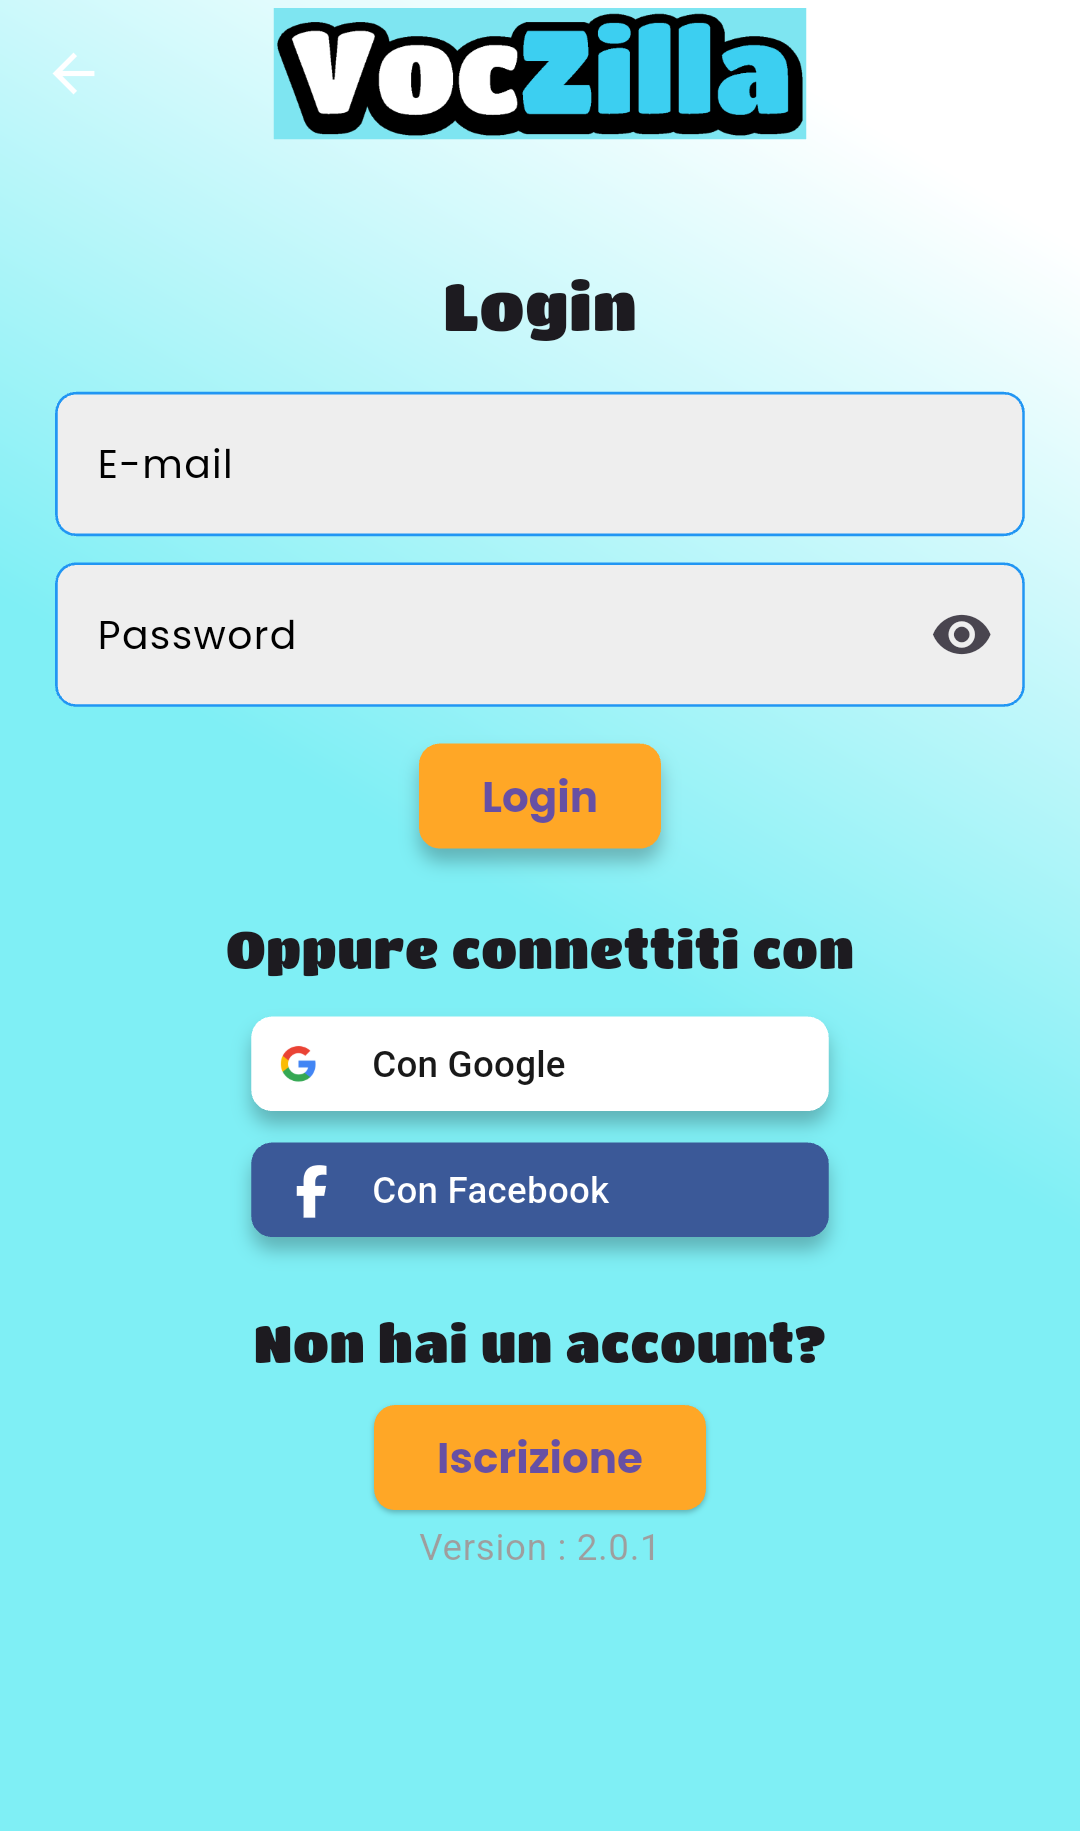 VocZilla
Login
E-mail
Password
Login
Oppure connettiti con
Con Google
Con Facebook
Non hai un account?
Iscrizione
Version : 2.0.1